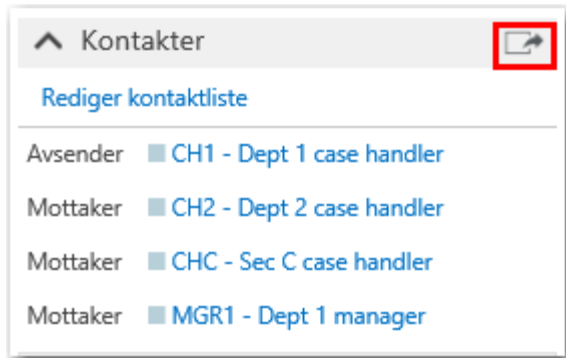 Kontakter
Rediger kontaktliste
Avsender CH1 - Dept 1 case handler
Mottaker CH2 - Dept 2 case handler
Mottaker CHC - Sec C case handler
Mottaker MGR1 - Dept 1 manager